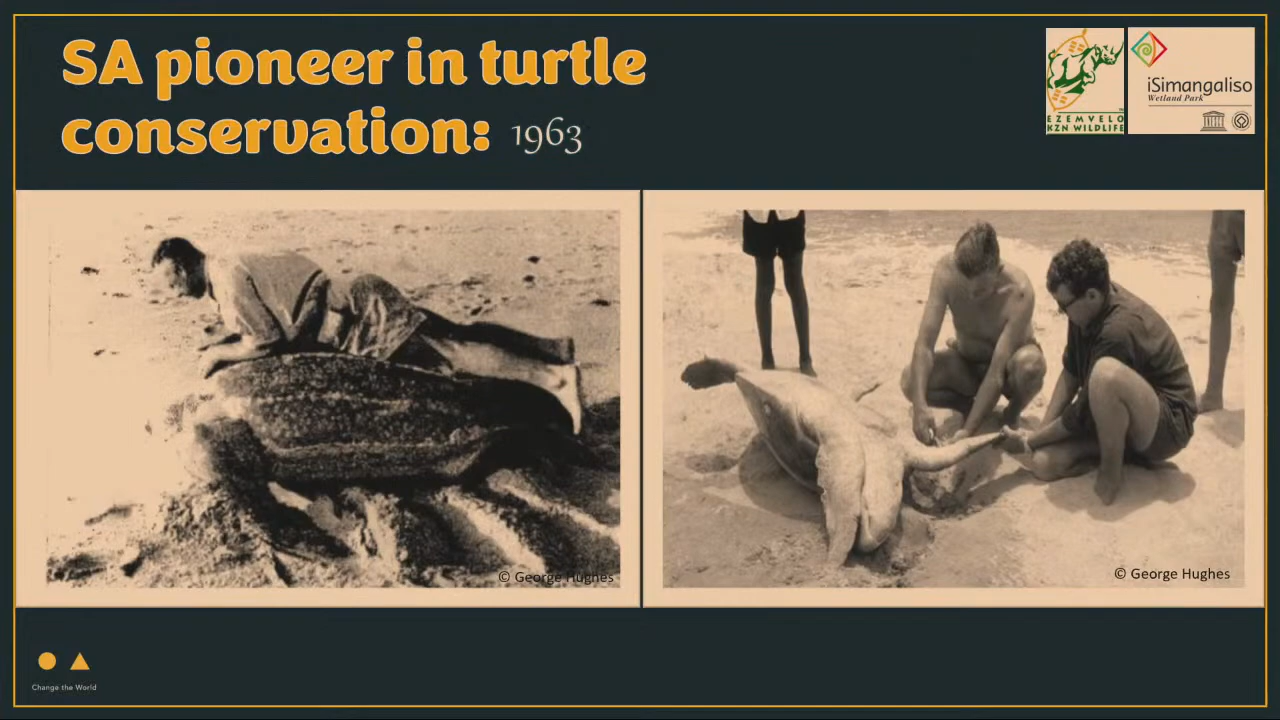 SA pioneer in turtle
conservation: 1963
EZEMVELO
KZN WILDLIFE
iSimangaliso
Wetland Park
© George Hughes
© George Hughes
Change the World